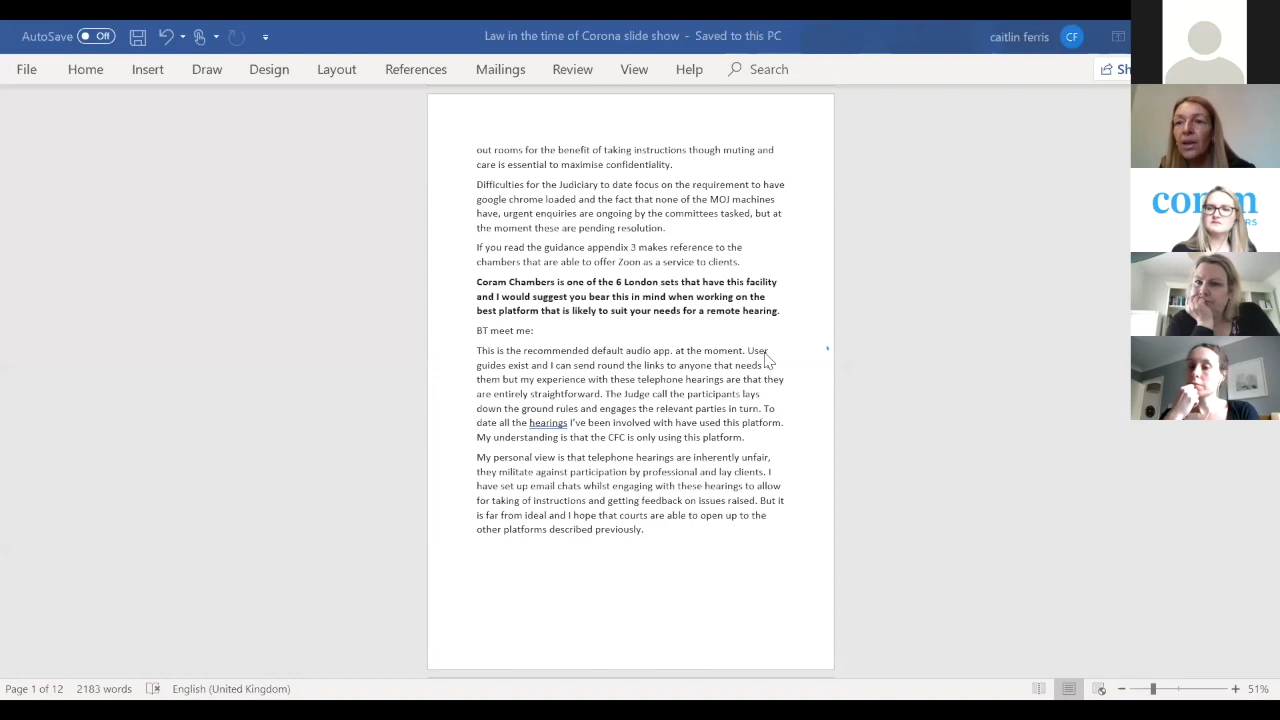 AutoSave Off
Law in the time of Corona slide show - Saved to this PC
caitlin ferris CF
File Home Insert Draw Design Layout References Mailings Review View Help Search Sh
out rooms for the benefit of taking instructions though muting and
care is essential to maximise confidentiality.
Difficulties for the Judiciary to date focus on the requirement to have
google chrome loaded and the fact that none of the MOJ machines
have, urgent enquiries are ongoing by the committees tasked, but at
the moment these are pending resolution.
If you read the guidance appendix 3 makes reference to the
chambers that are able to offer Zoon as a service to clients.
Coram Chambers is one of the 6 London sets that have this facility
and I would suggest you bear this in mind when working on the
best platform that is likely to suit your needs for a remote hearing.
BT meet me:
This is the recommended default audio app. at the moment. User
guides exist and I can send round the links to anyone that needs
them but my experience with these telephone hearings are that they
are entirely straightforward. The Judge call the participants lays
down the ground rules and engages the relevant parties in turn. To
date all the hearings I've been involved with have used this platform.
My understanding is that the CFC is only using this platform.
My personal view is that telephone hearings are inherently unfair,
they militate against participation by professional and lay clients. I
have set up email chats whilst engaging with these hearings to allow
for taking of instructions and getting feedback on issues raised. But it
is far from ideal and I hope that courts are able to open up to the
other platforms described previously.
Page 1 of 12 2183 words English (United Kingdom) 51%